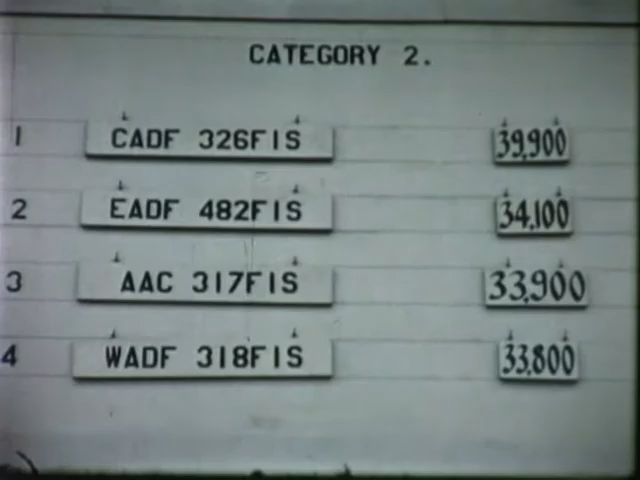 CATEGORY 2.
1 CADF 326FIS 39,900
2 EADF 482FIS 34,100
3 AAC 317FIS 33,900
4 WADF 318FIS 33,800